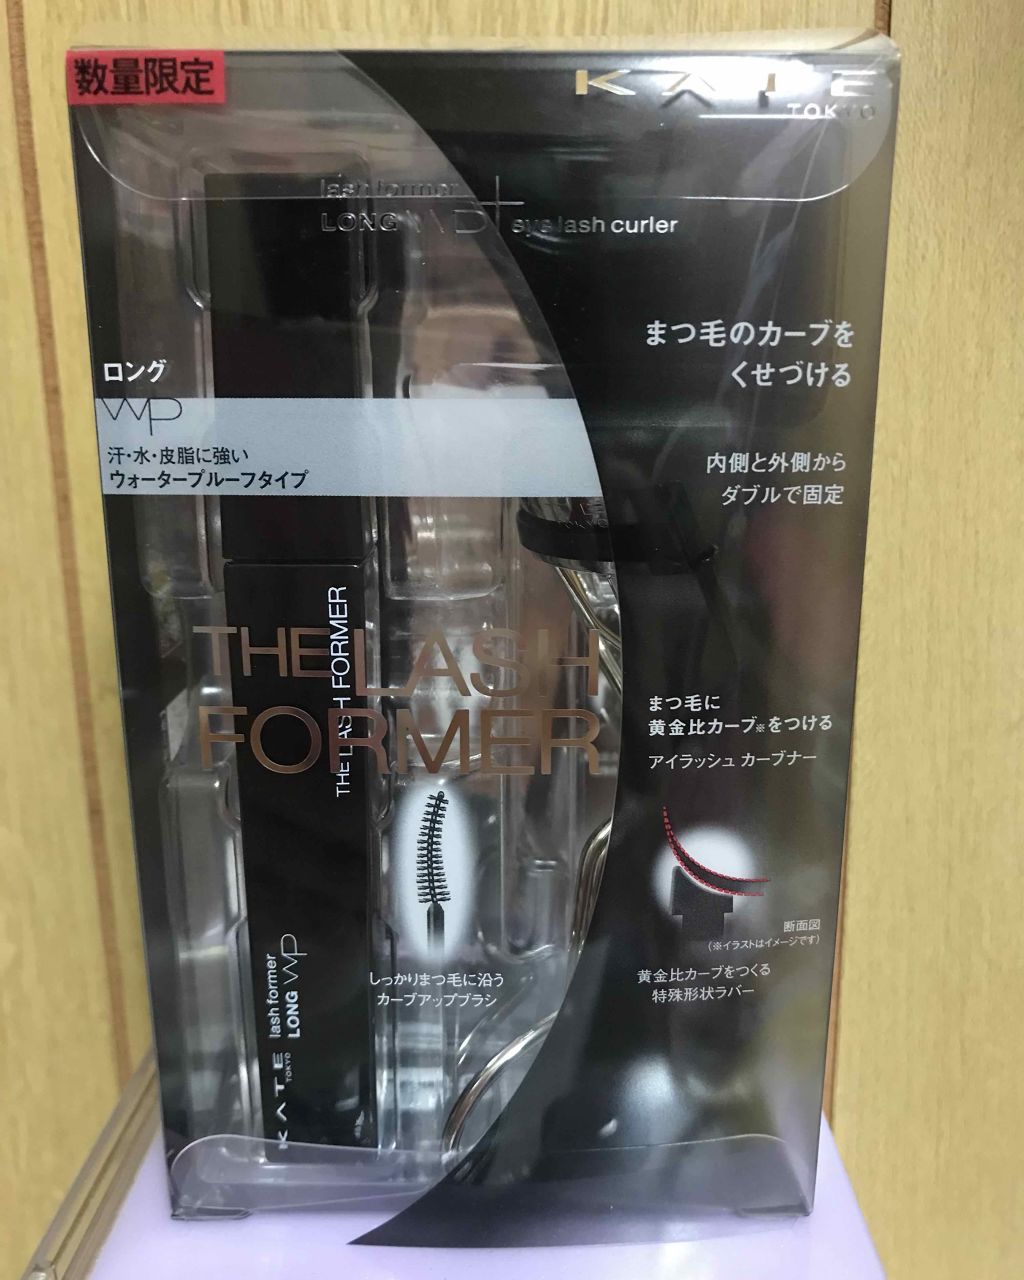 数量限定
KATE
TOKYO
lash former
LONG WP
+
eye lash curler
まつ毛のカーブを
くせづける
ロング
WP
汗・水・皮脂に強い
ウォータープルーフタイプ
内側と外側から
ダブルで固定
TOKYO
THE LASH
FORMER
THE LASH FORMER
まつ毛に
黄金比カーブ※をつける
アイラッシュ カーブナー
断面図
(※イラストはイメージです)
しっかりまつ毛に沿う
カーブアップブラシ
黄金比カーブをつくる
特殊形状ラバー
KATE
TOKYO
lash former
LONG WP